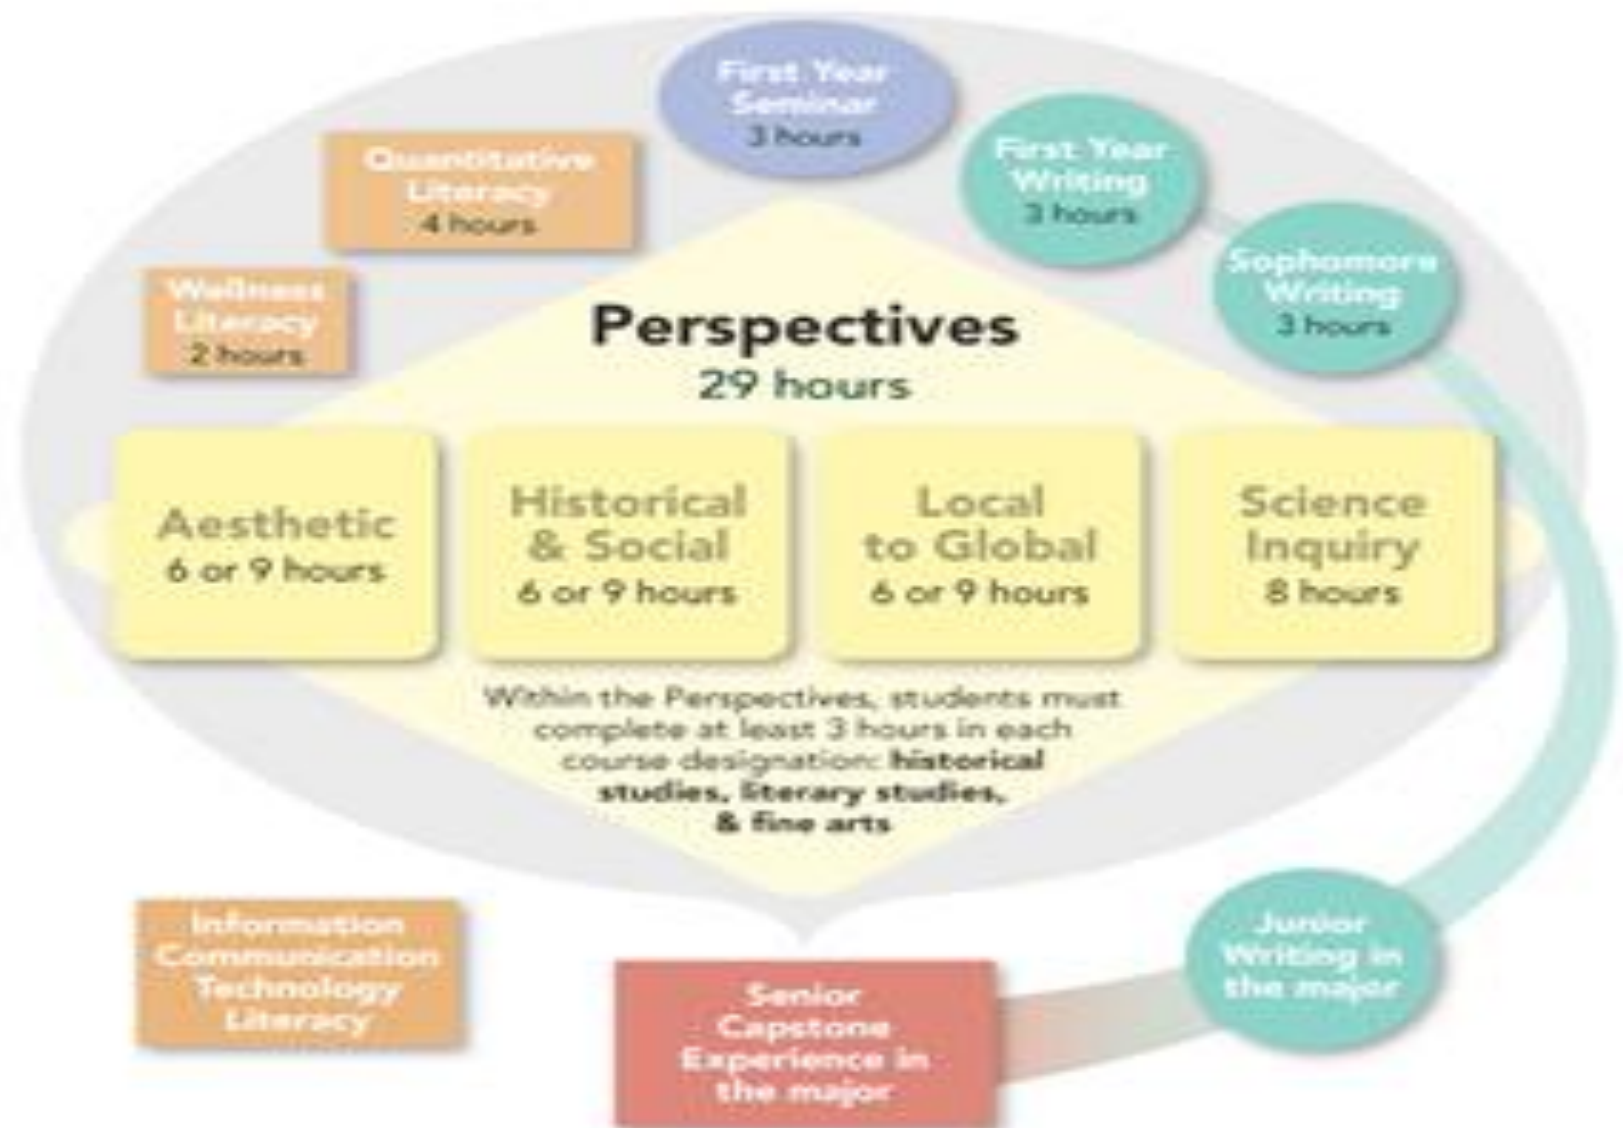 First Year
Seminar
3 hours
Quantitative
Literacy
4 hours
First Year
Writing
3 hours
Wellness
Literacy
2 hours
Sophomore
Writing
3 hours
Perspectives
29 hours
Aesthetic
6 or 9 hours
Historical
& Social
6 or 9 hours
Local
to Global
6 or 9 hours
Science
Inquiry
8 hours
Within the Perspectives, students must
complete at least 3 hours in each
course designation: historical
studies, literary studies,
& fine arts
Information
Communication
Technology
Literacy
Senior
Capstone
Experience in
the major
Junior
Writing in
the major